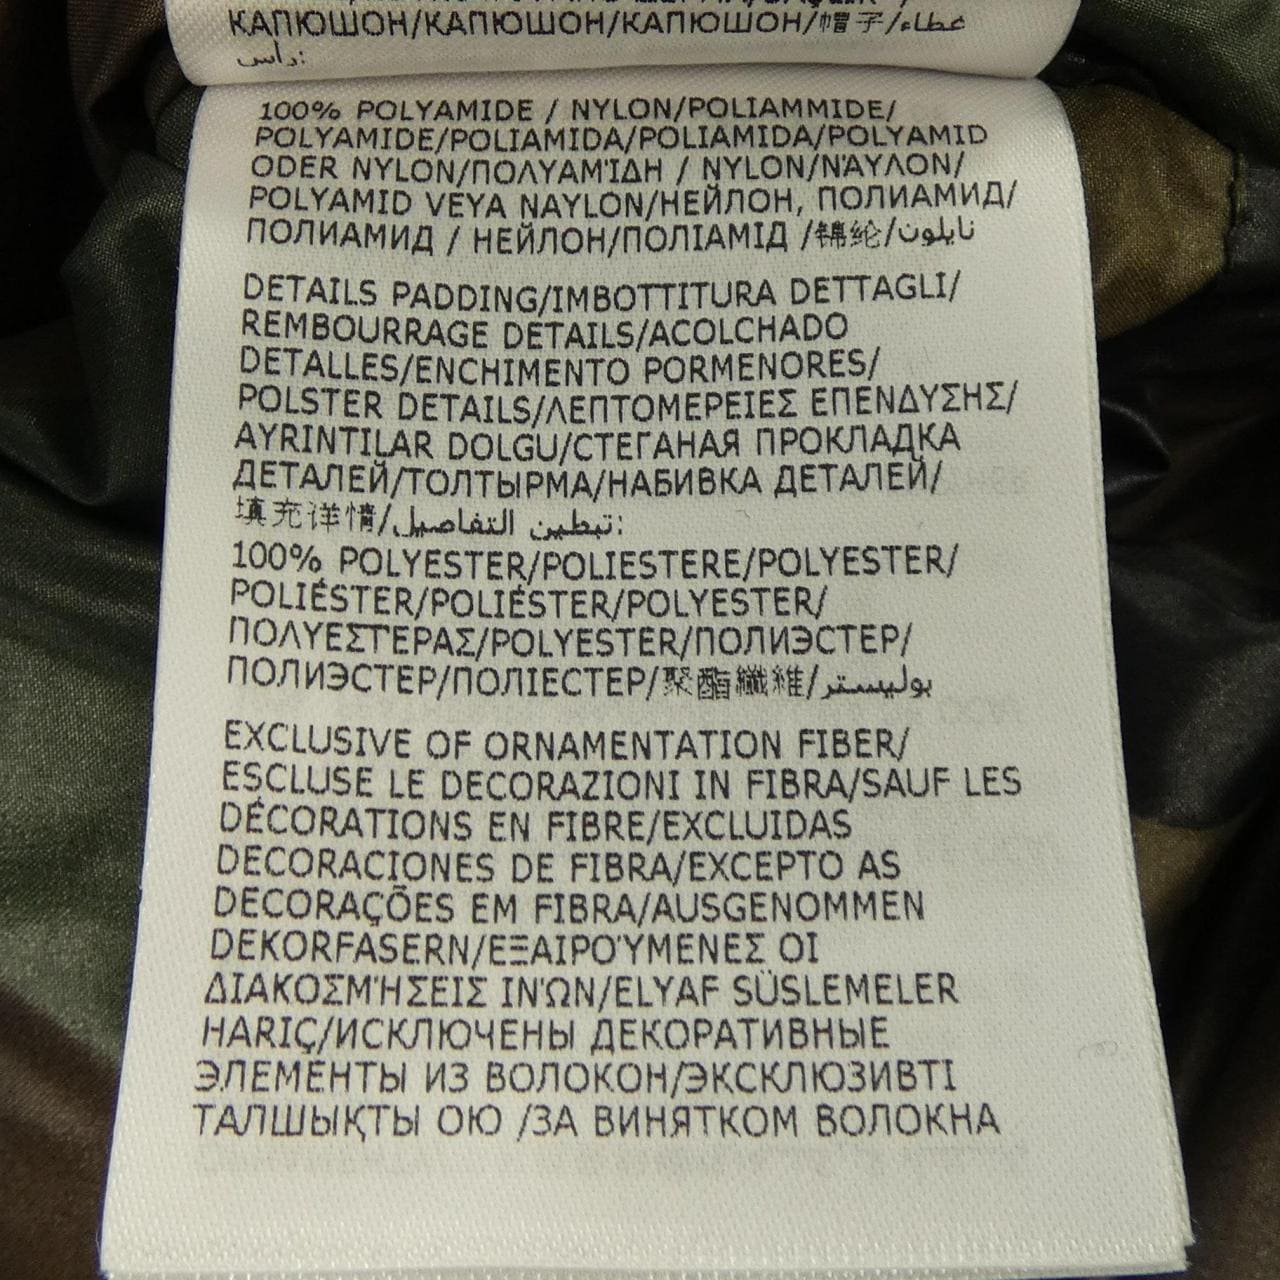 КАПЮШОН/КАПЮШОН/КАПЮШОН/帽子/غطاء
راس:
100% POLYAMIDE / NYLON/POLIAMMIDE/
POLYAMIDE/POLIAMIDA/POLIAMIDA/POLYAMID
ODER NYLON/ΠΟΛΥΑΜΊΔΗ / NYLON/ΝΆΥΛΟΝ/
POLYAMID VEYA NAYLON/НЕЙЛОН, ПОЛИАМИД/
ПОЛИАМИД / НЕЙЛОН/ПОЛІАМІД /锦纶/نايلون
DETAILS PADDING/IMBOTTITURA DETTAGLI/
REMBOURRAGE DETAILS/ACOLCHADO
DETALLES/ENCHIMENTO PORMENORES/
POLSTER DETAILS/ΛΕΠΤΟΜΕΡΕΙΕΣ ΕΠΕΝΔΥΣΗΣ/
AYRINTILAR DOLGU/СТЕГАНАЯ ПРОКЛАДКА
ДЕТАЛЕЙ/ТОЛТЫРМА/НАБИВКА ДЕТАЛЕЙ/
填充详情/تبطين التفاصيل:
100% POLYESTER/POLIESTERE/POLYESTER/
POLIÉSTER/POLIÉSTER/POLYESTER/
ΠΟΛΥΕΣΤΕΡΑΣ/POLYESTER/ПОЛИЭСТЕР/
ПОЛИЭСТЕР/ПОЛІЕСТЕР/聚酯纖維/بوليستر
EXCLUSIVE OF ORNAMENTATION FIBER/
ESCLUSE LE DECORAZIONI IN FIBRA/SAUF LES
DÉCORATIONS EN FIBRE/EXCLUIDAS
DECORACIONES DE FIBRA/EXCEPTO AS
DECORAÇÕES EM FIBRA/AUSGENOMMEN
DEKORFASERN/ΕΞΑΙΡΟΎΜΕΝΕΣ ΟΙ
ΔΙΑΚΟΣΜΉΣΕΙΣ ΙΝΏΝ/ELYAF SÜSLEMELER
HARIÇ/ИСКЛЮЧЕНЫ ДЕКОРАТИВНЫЕ
ЭЛЕМЕНТЫ ИЗ ВОЛОКОН/ЭКСКЛЮЗИВТІ
ТАЛШЫҚТЫ ОЮ /ЗА ВИНЯТКОМ ВОЛОКНА